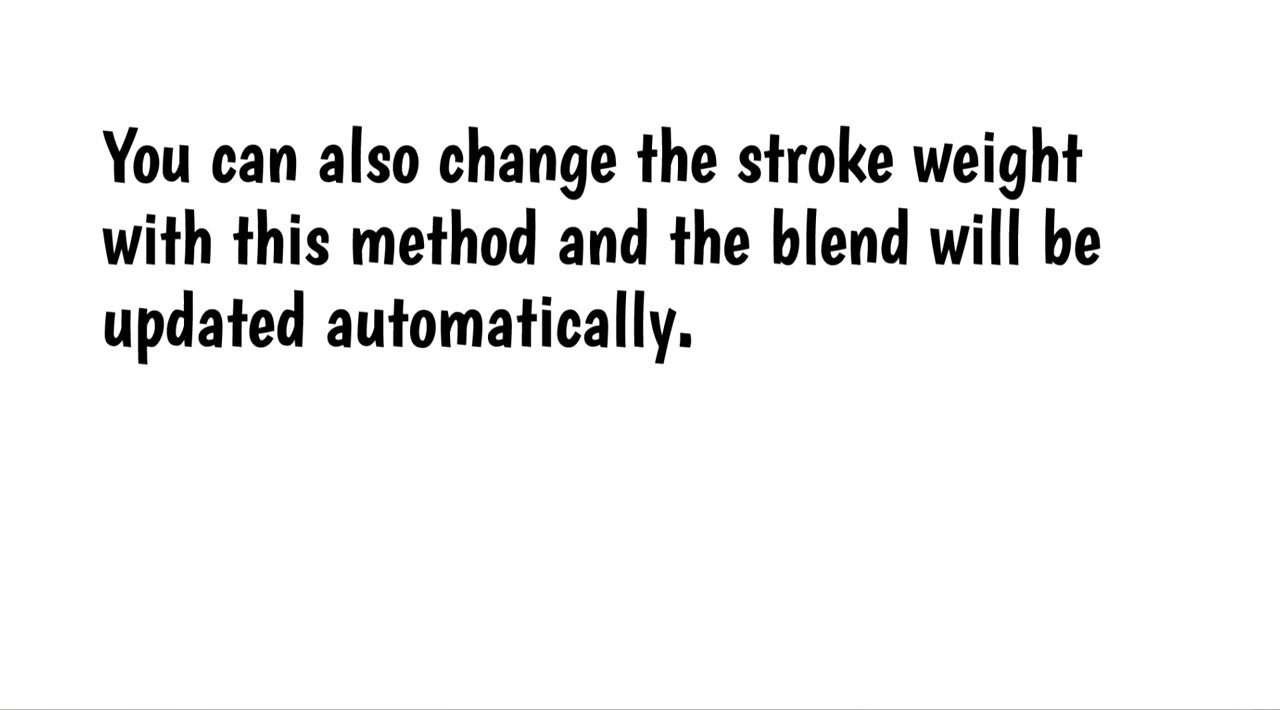 You can also change the stroke weight
with this method and the blend will be
updated automatically.